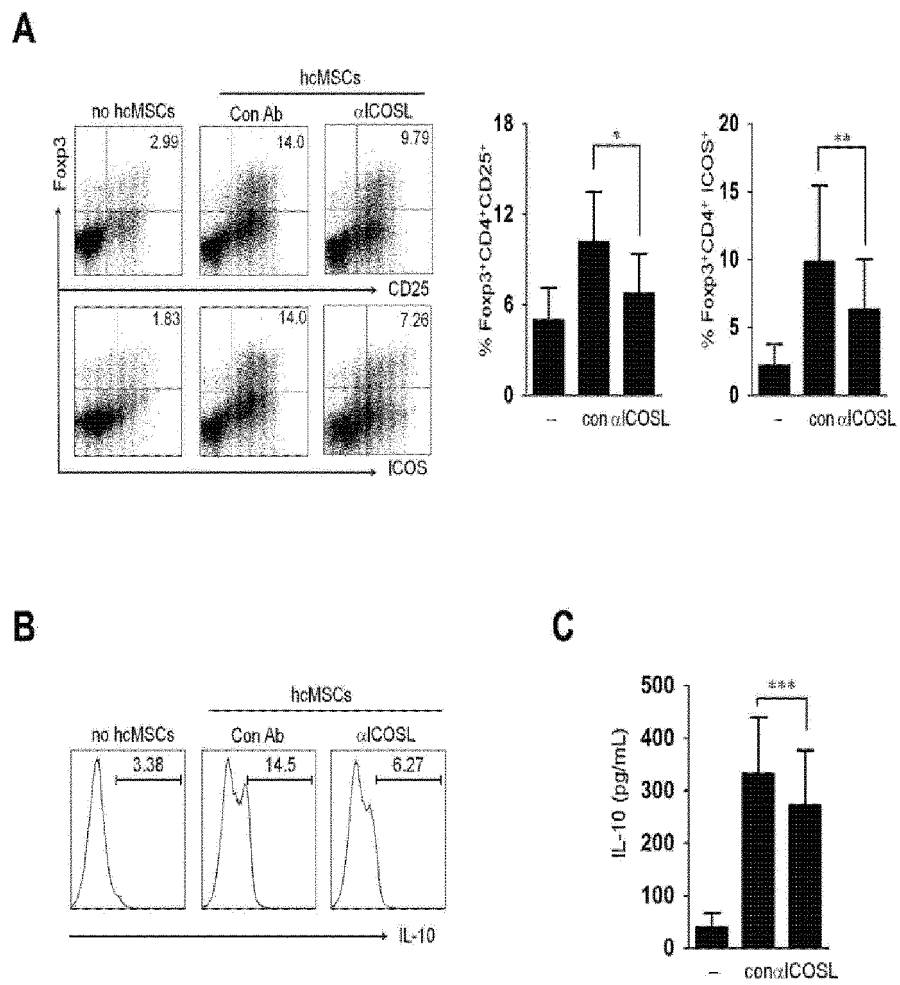 A
hcMSCs
no hcMSCs
Con Ab
αICOSL
2.99
14.0
9.79
Foxp3
CD25
1.83
14.0
7.26
ICOS
18
12
6
0
% Foxp3+CD4+CD25+
*
– con αICOSL
20
15
10
5
0
% Foxp3+CD4+ ICOS+
**
– con αICOSL
B
hcMSCs
no hcMSCs
Con Ab
αICOSL
3.38
14.5
6.27
IL-10
C
500
400
300
200
100
0
IL-10 (pg/mL)
***
– conαICOSL